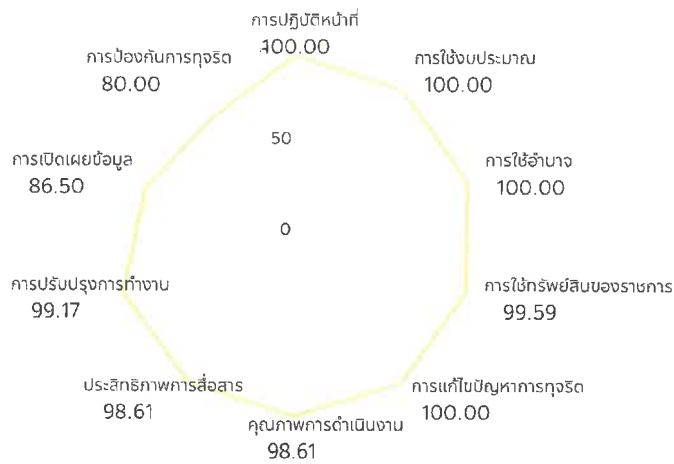 การปฏิบัติหน้าที่
100.00
การป้องกันการทุจริต
80.00
การใช้งบประมาณ
100.00
50
การเปิดเผยข้อมูล
86.50
การใช้อำนาจ
100.00
0
การปรับปรุงการทำงาน
99.17
การใช้ทรัพย์สินของราชการ
99.59
ประสิทธิภาพการสื่อสาร
98.61
การแก้ไขปัญหาการทุจริต
100.00
คุณภาพการดำเนินงาน
98.61